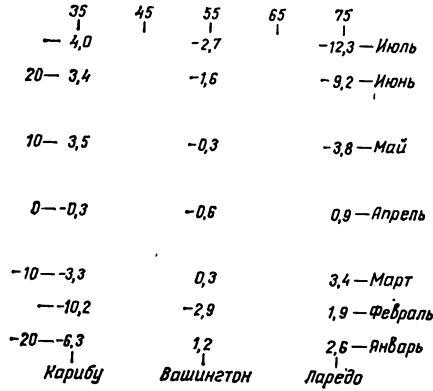 35 45 55 65 75
— 4,0 -2,7 -12,3 — Июль
20 — 3,4 -1,6 -9,2 — Июнь
10 — 3,5 -0,3 -3,8 — Май
0 — -0,3 -0,6 0,9 — Апрель
-10 — -3,3 0,3 3,4 — Март
— -10,2 -2,9 1,9 — Февраль
-20 — -6,3 1,2 2,6 — Январь
Карибу Вашингтон Ларедо